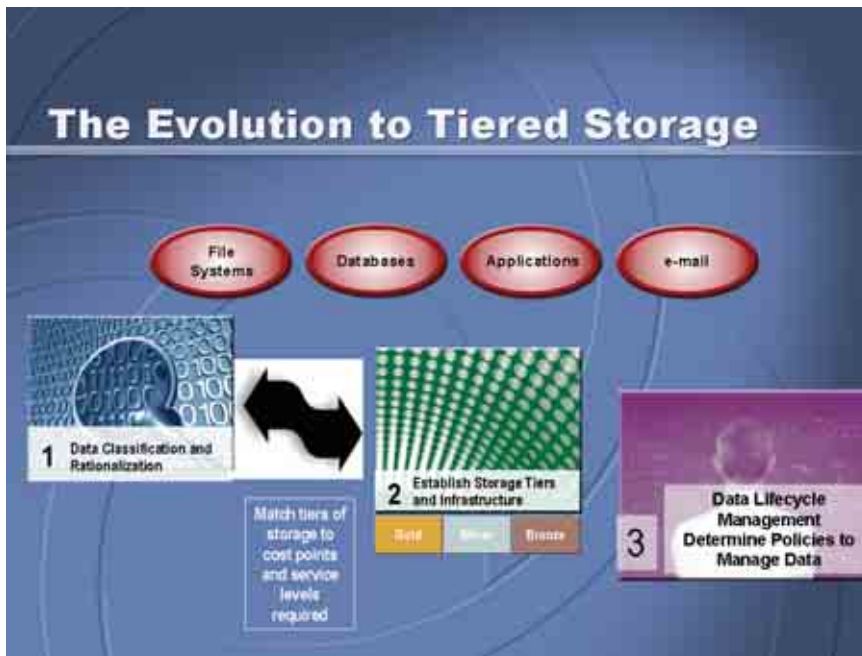 The Evolution to Tiered Storage
File
Systems
Databases
Applications
e-mail
1
Data Classification and
Rationalization
2
Establish Storage Tiers
and Infrastructure
Gold
Silver
Bronze
Match tiers of
storage to
cost points
and service
levels
required
3
Data Lifecycle
Management
Determine Policies to
Manage Data